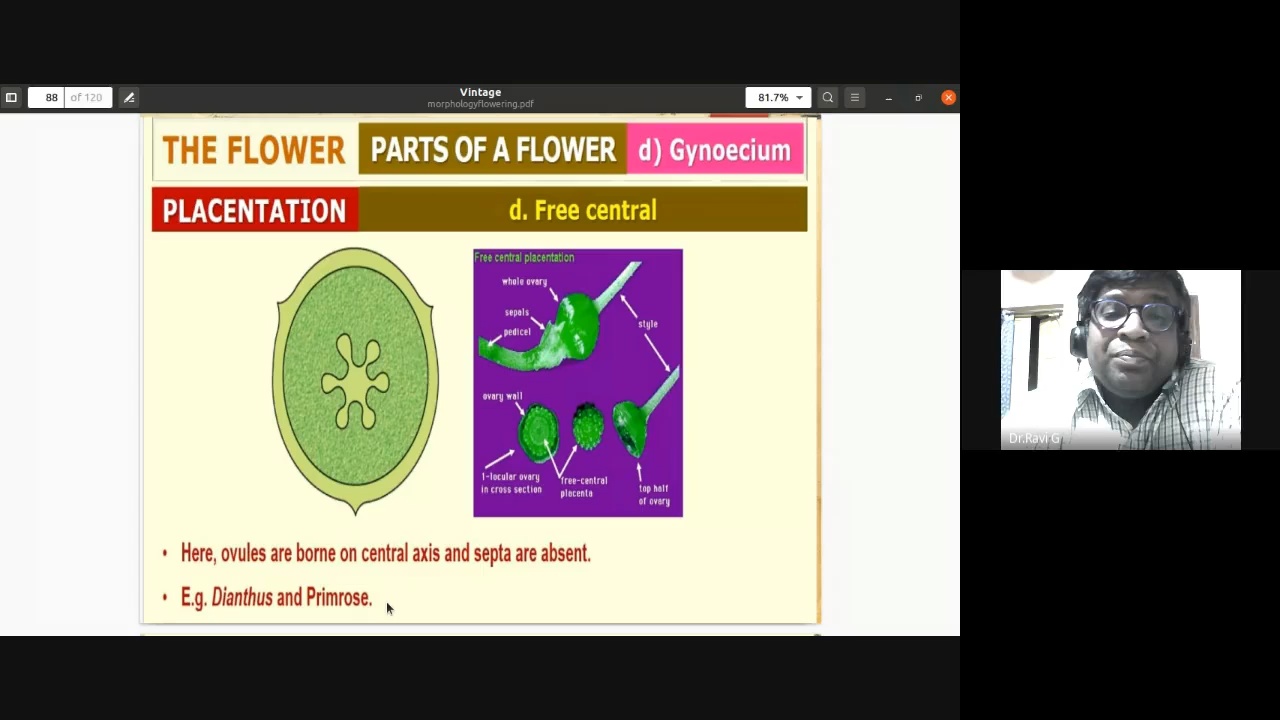 88 of 120
Vintage
morphologyflowering.pdf
81.7%
THE FLOWER PARTS OF A FLOWER d) Gynoecium
PLACENTATION d. Free central
Free central placentation
whole ovary
sepals
pedicel
style
ovary wall
1-locular ovary
in cross section
free-central
placenta
top half
of ovary
• Here, ovules are borne on central axis and septa are absent.
• E.g. Dianthus and Primrose.
Dr.Ravi G